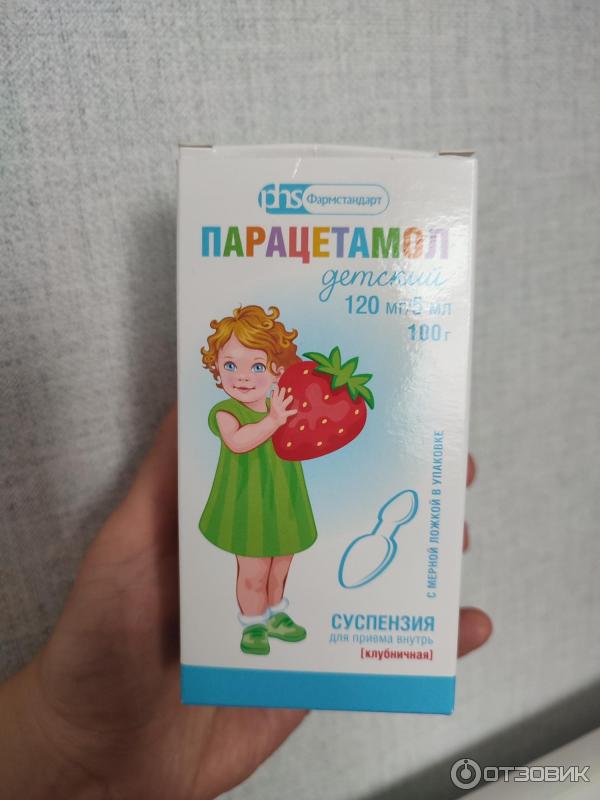 phs Фармстандарт
ПАРАЦЕТАМОЛ
детский
120 мг/5 мл
100 г
С МЕРНОЙ ЛОЖКОЙ В УПАКОВКЕ
СУСПЕНЗИЯ
для приема внутрь
[клубничная]
ОТЗОВИК